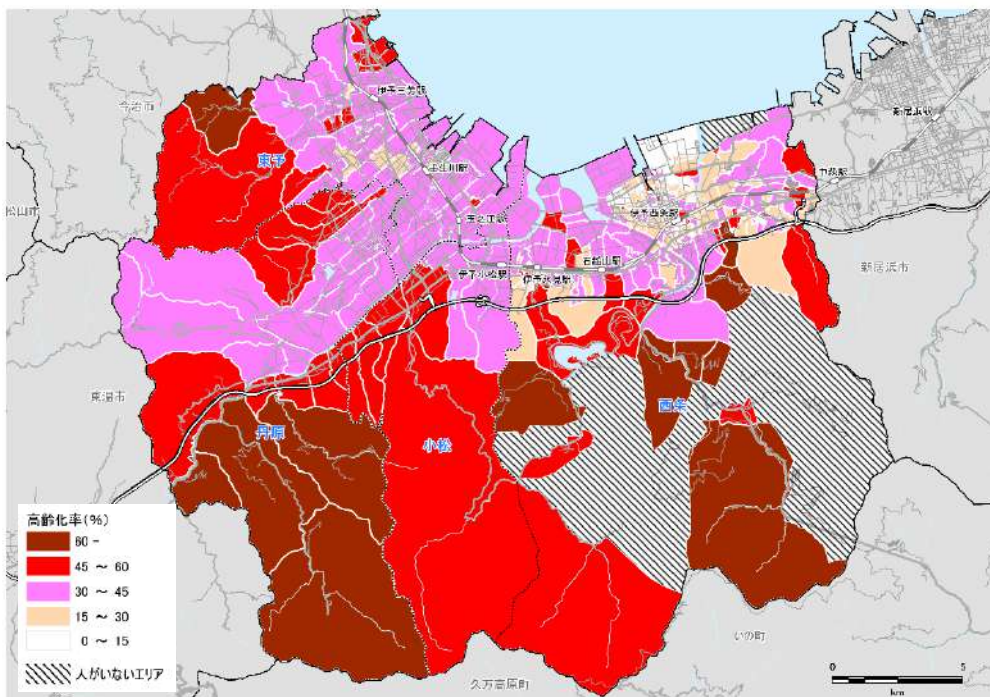 今治市
東予
伊予三芳駅
壬生川駅
玉之江駅
伊予小松駅
伊予氷見駅
石鎚山駅
伊予西条駅
中萩駅
新居浜駅
松山市
新居浜市
東温市
丹原
小松
西条
いの町
久万高原町
高齢化率(%)
60 -
45 ~ 60
30 ~ 45
15 ~ 30
0 ~ 15
人がいないエリア
0 5
km